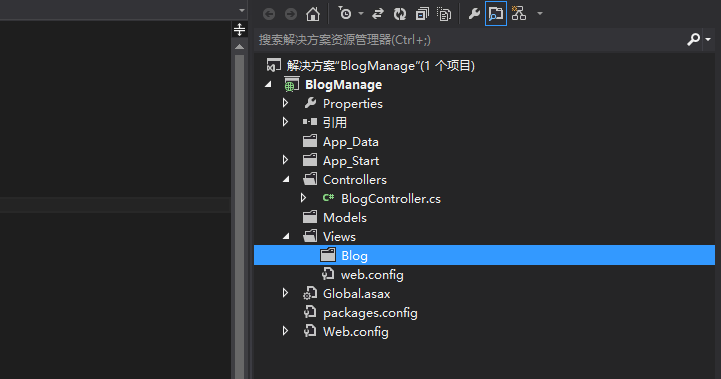 搜索解决方案资源管理器(Ctrl+;)
解决方案"BlogManage"(1 个项目)
BlogManage
Properties
引用
App_Data
App_Start
Controllers
C# BlogController.cs
Models
Views
Blog
web.config
Global.asax
packages.config
Web.config